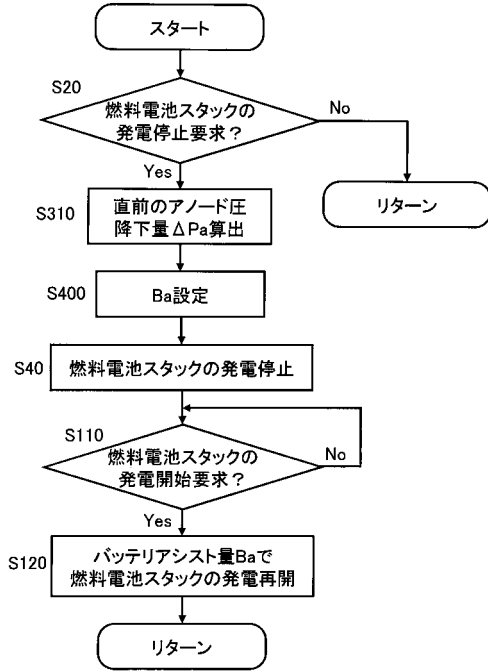 スタート
S20
燃料電池スタックの
発電停止要求?
No
Yes
リターン
S310
直前のアノード圧
降下量ΔPa算出
S400
Ba設定
S40
燃料電池スタックの発電停止
S110
燃料電池スタックの
発電開始要求?
No
Yes
S120
バッテリアシスト量Baで
燃料電池スタックの発電再開
リターン